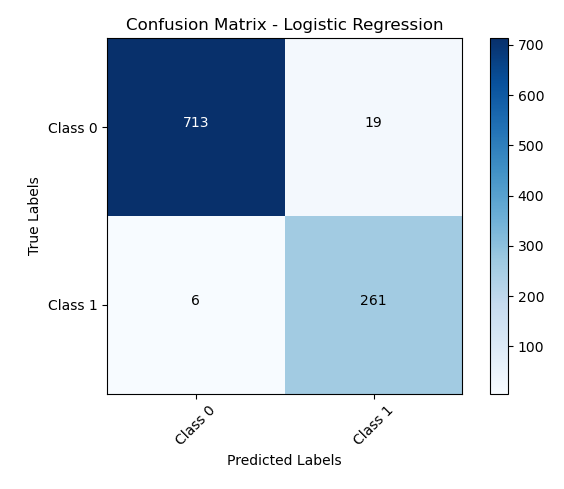 Confusion Matrix - Logistic Regression
True Labels
Class 0
Class 1
713
19
6
261
Class 0
Class 1
Predicted Labels
700
600
500
400
300
200
100